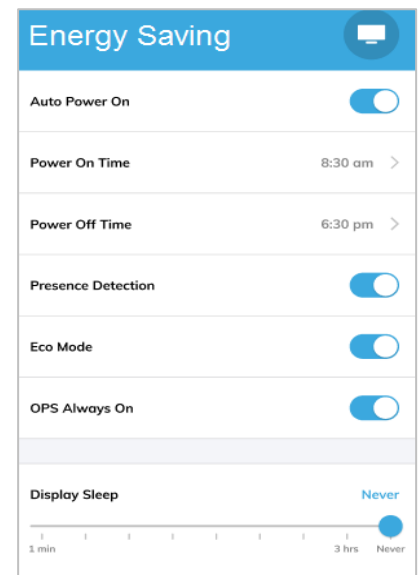 Energy Saving
Auto Power On
Power On Time 8:30 am
Power Off Time 6:30 pm
Presence Detection
Eco Mode
OPS Always On
Display Sleep Never
1 min 3 hrs Never